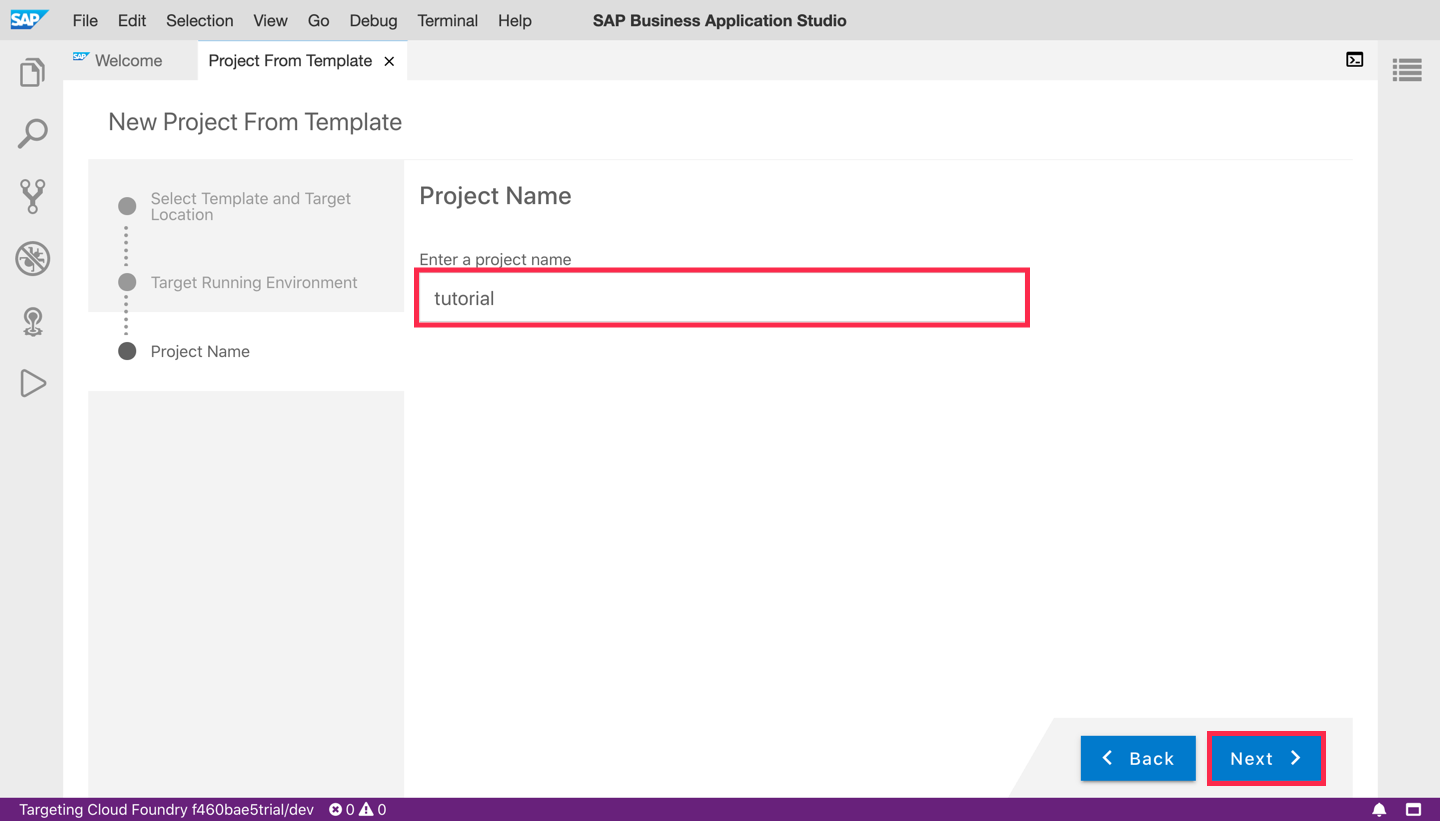 SAP File Edit Selection View Go Debug Terminal Help SAP Business Application Studio
SAP Welcome Project From Template
New Project From Template
Select Template and Target
Location
Target Running Environment
Project Name
Project Name
Enter a project name
tutorial
Back Next
Targeting Cloud Foundry f460bae5trial/dev 0 0